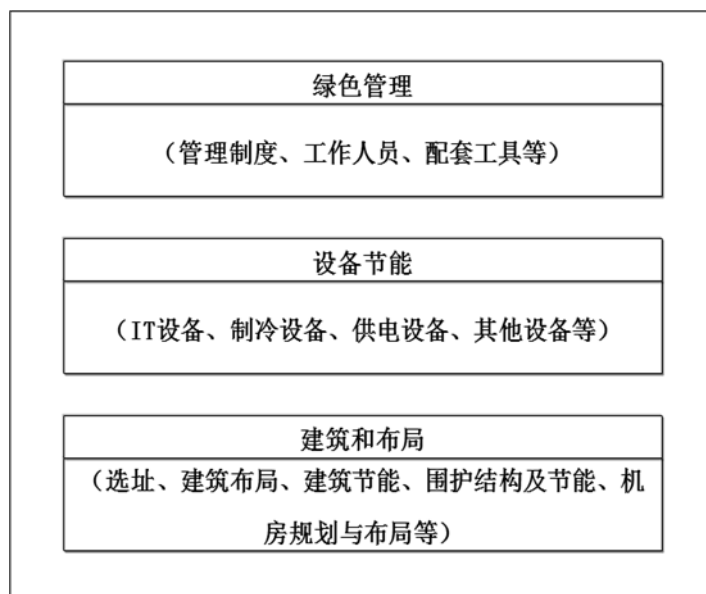 绿色管理
（管理制度、工作人员、配套工具等）
设备节能
（IT设备、制冷设备、供电设备、其他设备等）
建筑和布局
（选址、建筑布局、建筑节能、围护结构及节能、机
房规划与布局等）